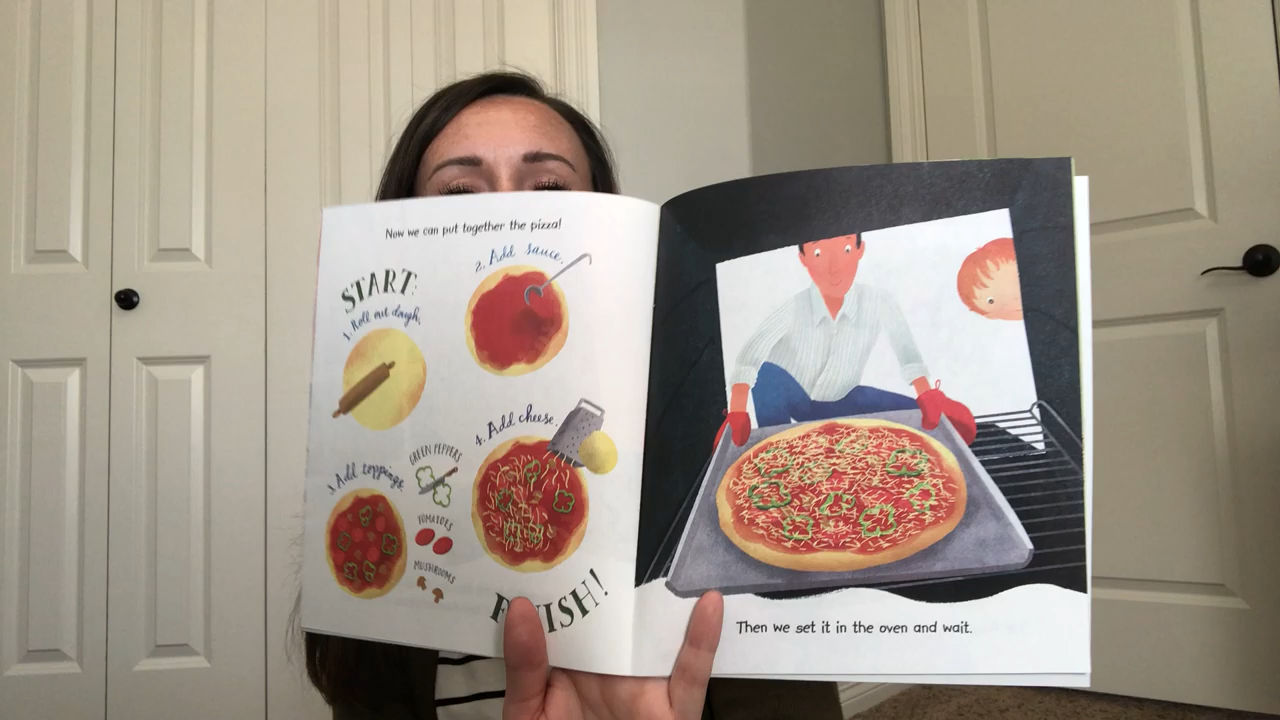 Now we can put together the pizza!
START:
1. Roll out dough.
2. Add sauce.
3. Add toppings.
GREEN PEPPERS
TOMATOES
MUSHROOMS
4. Add cheese.
FINISH!
Then we set it in the oven and wait.